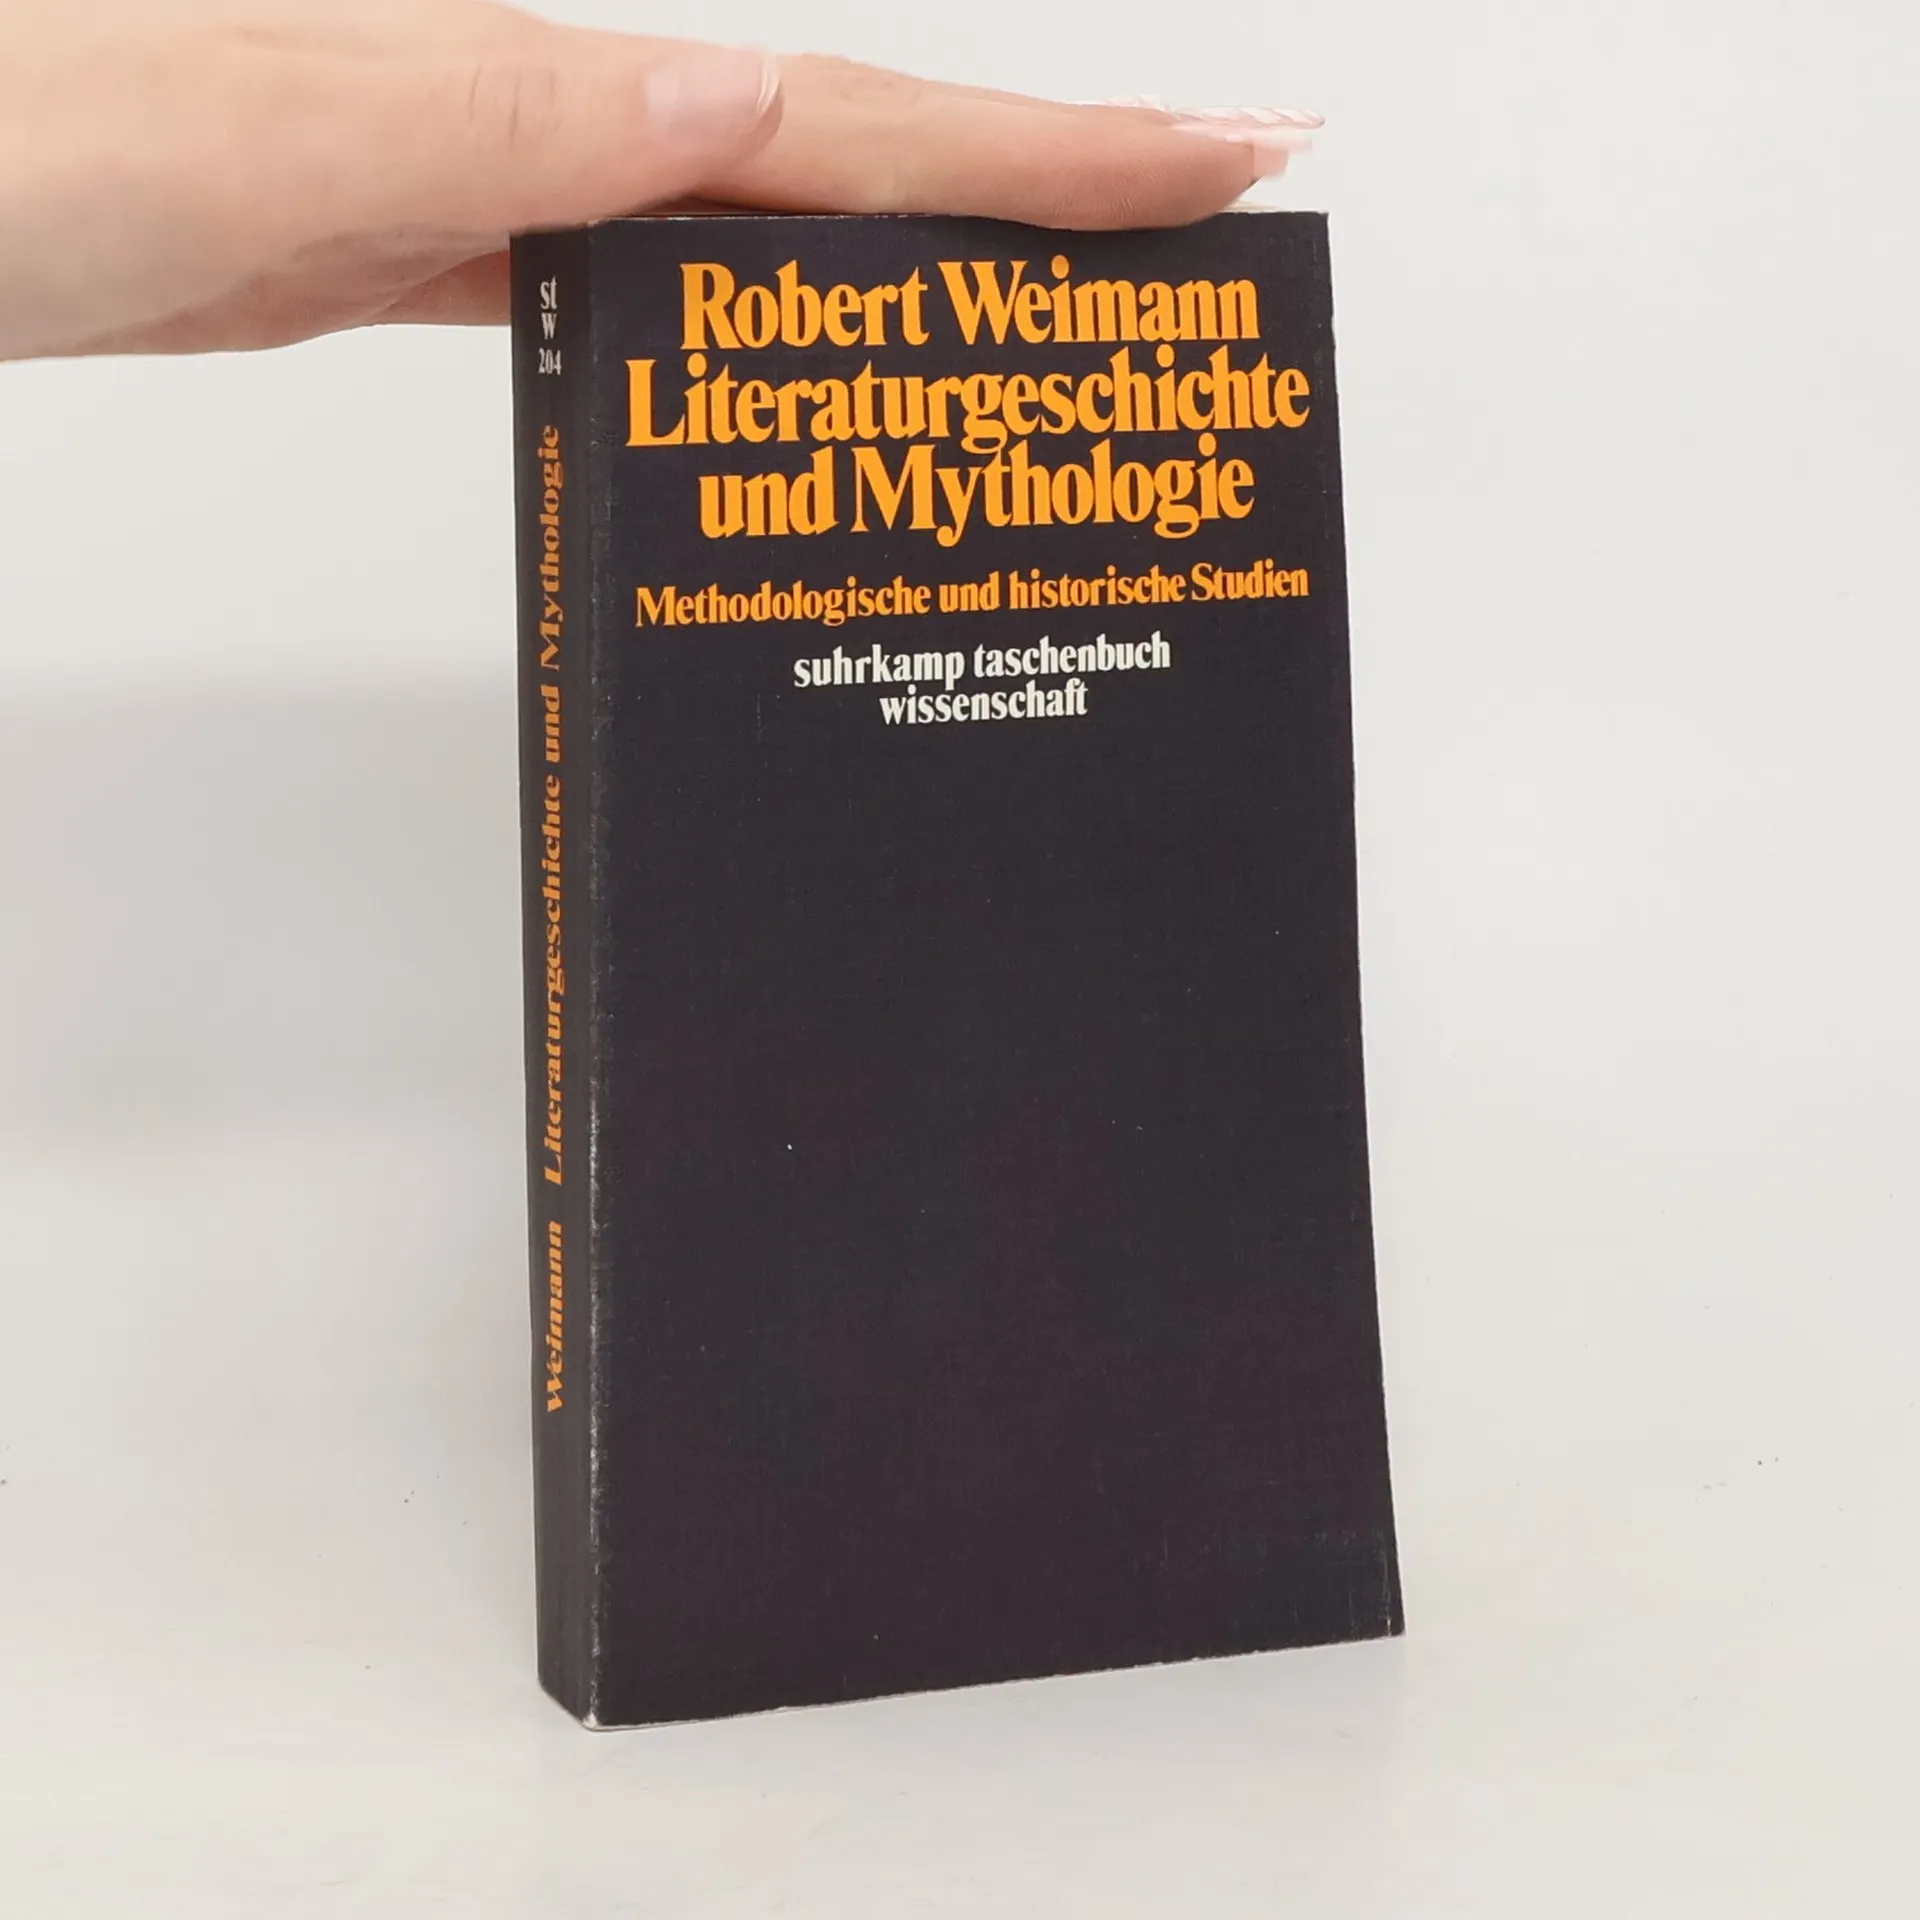 Robert Weimann
Literaturgeschichte
und Mythologie
Methodologische und historische Studien
suhrkamp taschenbuch
wissenschaft
st
w
204
Weimann Literaturgeschichte und Mythologie